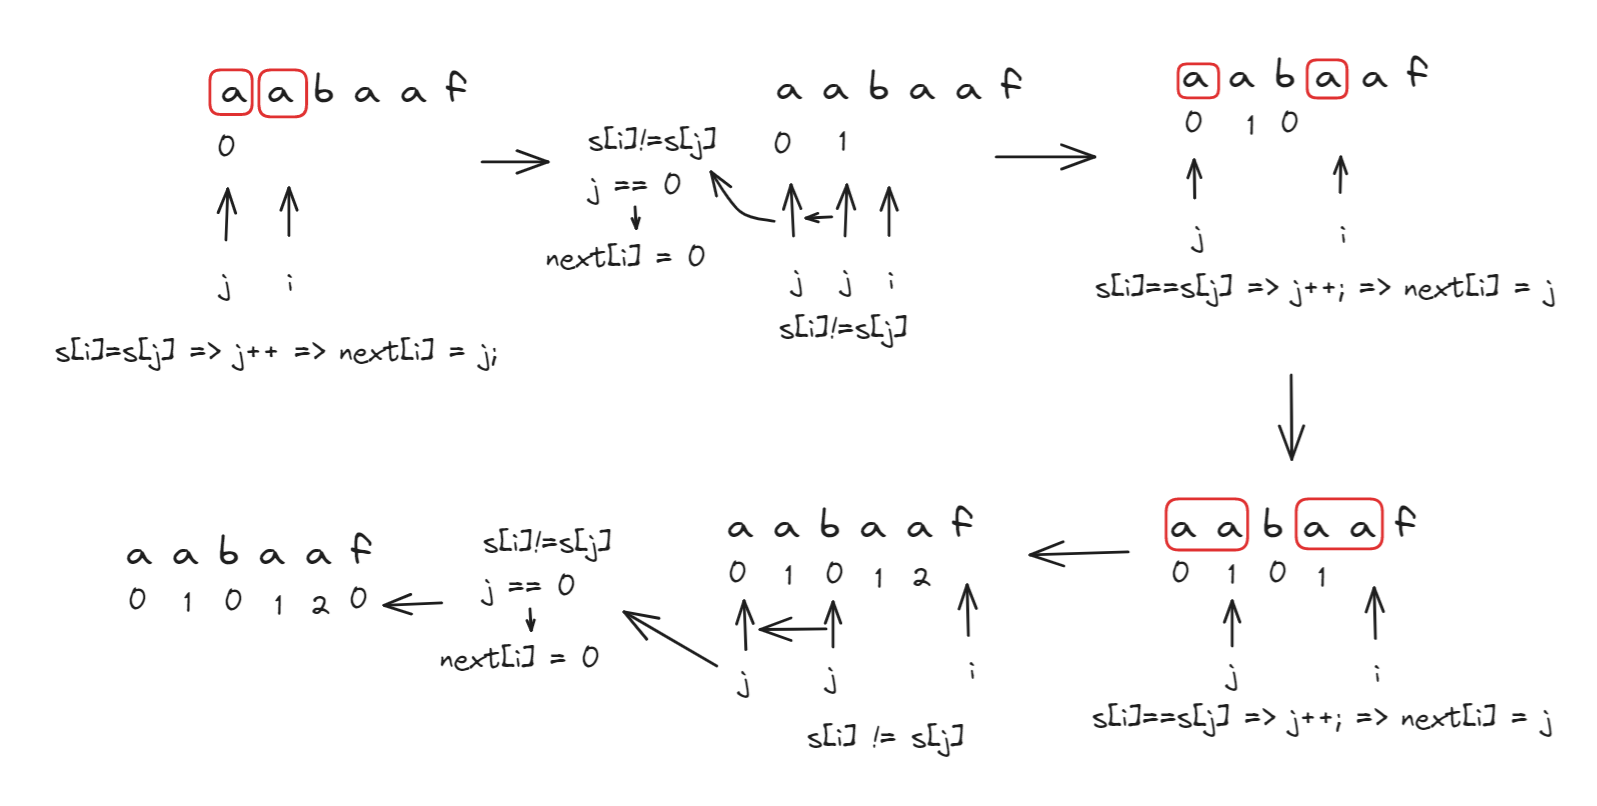 a a b a a f
0
j i
s[i]=s[j] => j++ => next[i] = j;
s[i]!=s[j]
j == 0
next[i] = 0
a a b a a f
0 1
j j i
s[i]!=s[j]
a a b a a f
0 1 0
j i
s[i]==s[j] => j++; => next[i] = j
a a b a a f
0 1 0 1
j i
s[i]==s[j] => j++; => next[i] = j
a a b a a f
0 1 0 1 2
j j i
s[i] != s[j]
s[i]!=s[j]
j == 0
next[i] = 0
a a b a a f
0 1 0 1 2 0